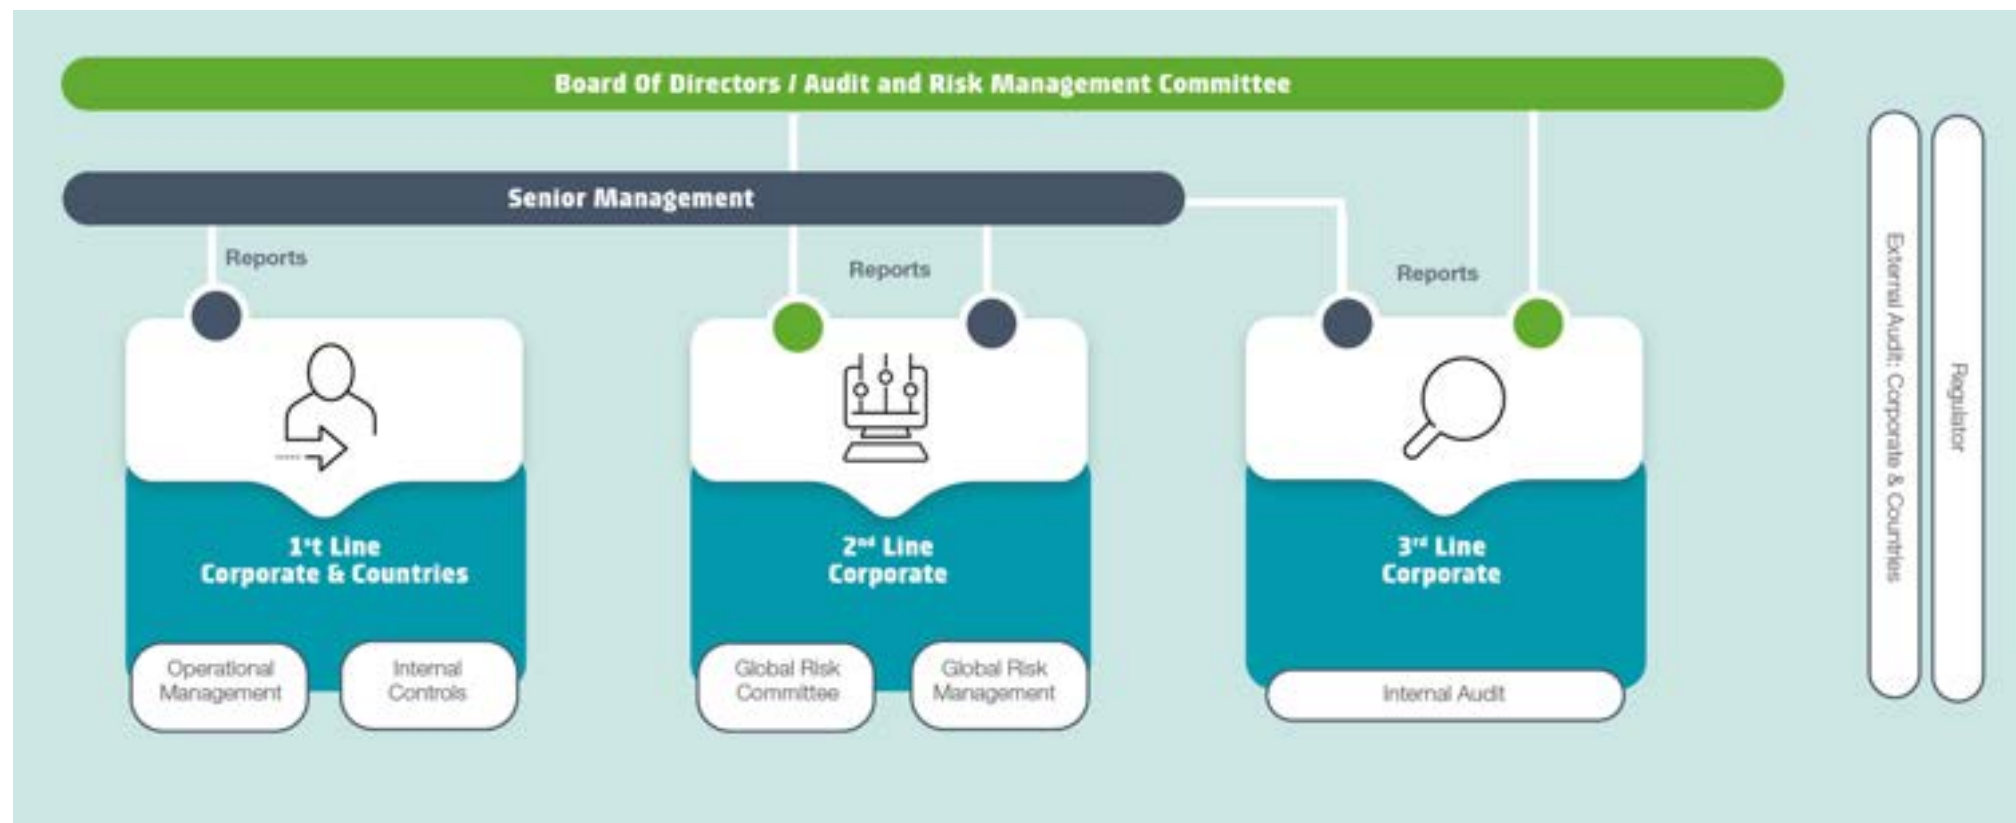 Board Of Directors / Audit and Risk Management Committee
Senior Management
Reports
Reports
Reports
1st Line
Corporate & Countries
Operational
Management
Internal
Controls
2nd Line
Corporate
Global Risk
Committee
Global Risk
Management
3rd Line
Corporate
Internal Audit
External Audit: Corporate & Countries
Regulator